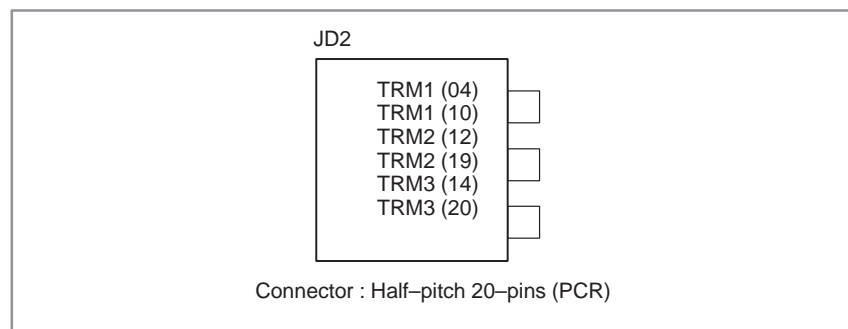 JD2
TRM1 (04)
TRM1 (10)
TRM2 (12)
TRM2 (19)
TRM3 (14)
TRM3 (20)
Connector : Half–pitch 20–pins (PCR)